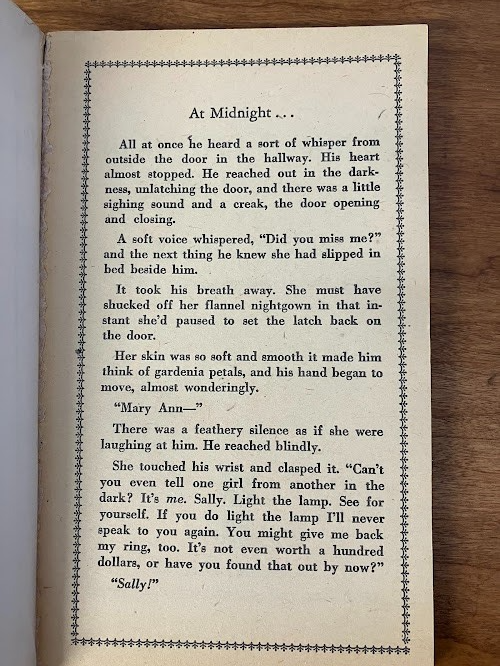 At Midnight...
All at once he heard a sort of whisper from
outside the door in the hallway. His heart
almost stopped. He reached out in the dark-
ness, unlatching the door, and there was a little
sighing sound and a creak, the door opening
and closing.
A soft voice whispered, “Did you miss me?”
and the next thing he knew she had slipped in
bed beside him.
It took his breath away. She must have
shucked off her flannel nightgown in that in-
stant she’d paused to set the latch back on
the door.
Her skin was so soft and smooth it made him
think of gardenia petals, and his hand began to
move, almost wonderingly.
“Mary Ann—”
There was a feathery silence as if she were
laughing at him. He reached blindly.
She touched his wrist and clasped it. “Can’t
you even tell one girl from another in the
dark? It’s me. Sally. Light the lamp. See for
yourself. If you do light the lamp I’ll never
speak to you again. You might give me back
my ring, too. It’s not even worth a hundred
dollars, or have you found that out by now?”
“Sally!”